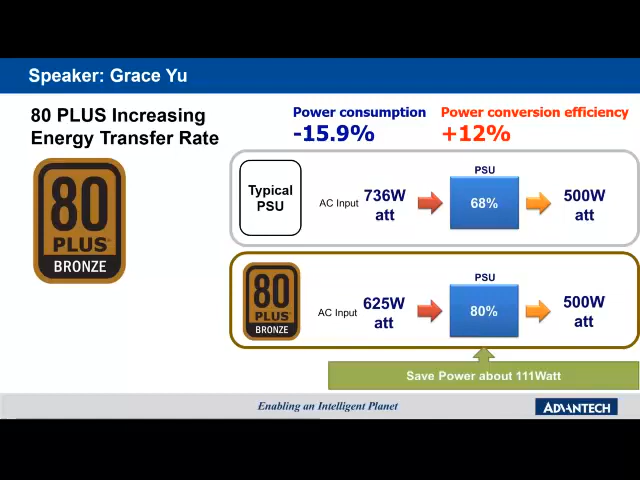 Speaker: Grace Yu
80 PLUS Increasing
Energy Transfer Rate
Power consumption
-15.9%
Power conversion efficiency
+12%
80
PLUS
BRONZE
Typical
PSU
AC Input
736W
att
PSU
68%
500W
att
80
PLUS
BRONZE
AC Input
625W
att
PSU
80%
500W
att
Save Power about 111Watt
Enabling an Intelligent Planet
ADVANTECH